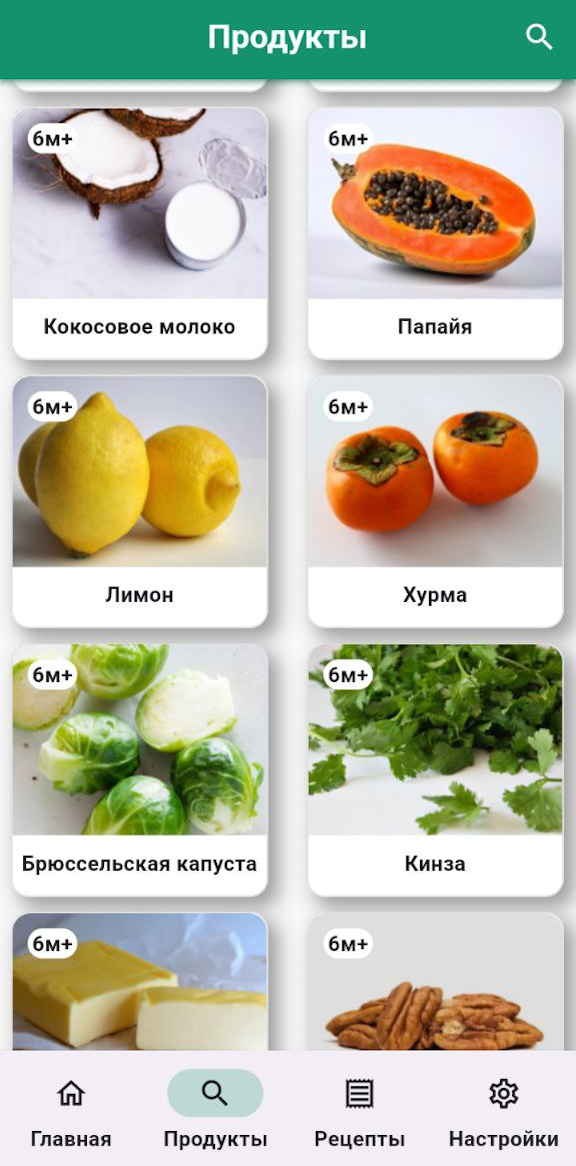 Продукты
6м+
6м+
Кокосовое молоко
Папайя
6м+
6м+
Лимон
Хурма
6м+
6м+
Брюссельская капуста
Кинза
6м+
6м+
Главная
Продукты
Рецепты
Настройки